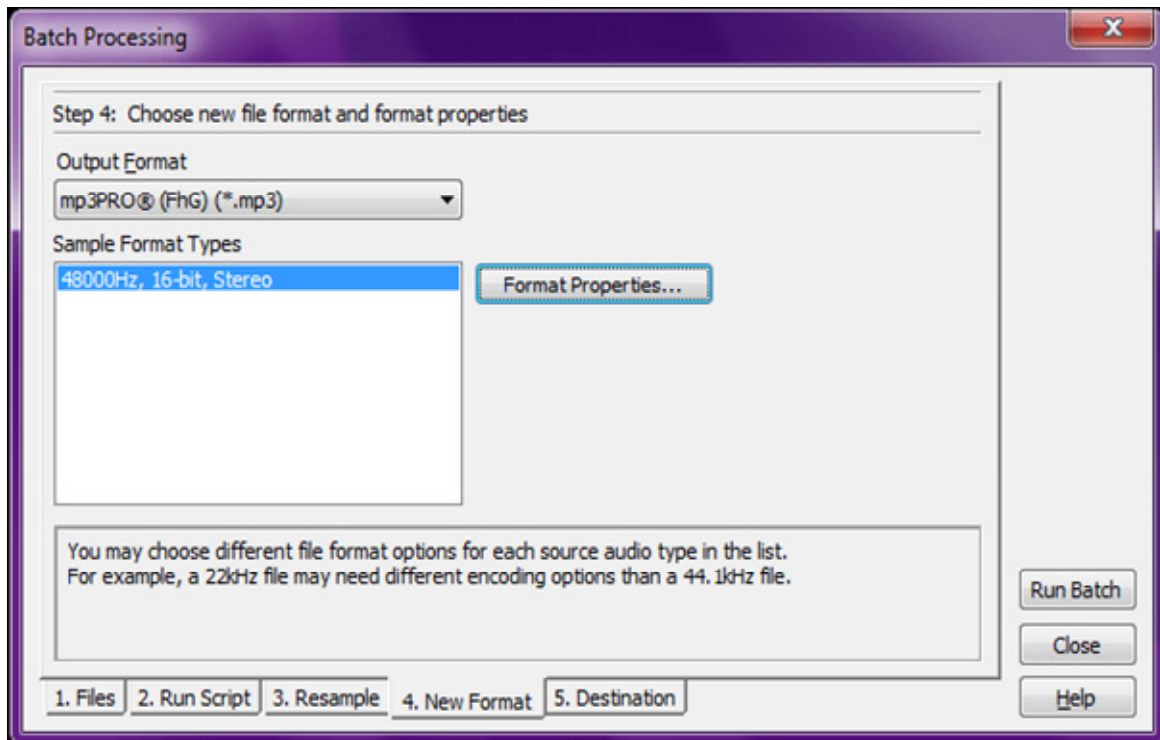 Batch Processing
Step 4: Choose new file format and format properties
Output Format
mp3PRO® (FhG) (*.mp3)
Sample Format Types
48000Hz, 16-bit, Stereo
Format Properties...
You may choose different file format options for each source audio type in the list.
For example, a 22kHz file may need different encoding options than a 44.1kHz file.
Run Batch
Close
Help
1. Files
2. Run Script
3. Resample
4. New Format
5. Destination